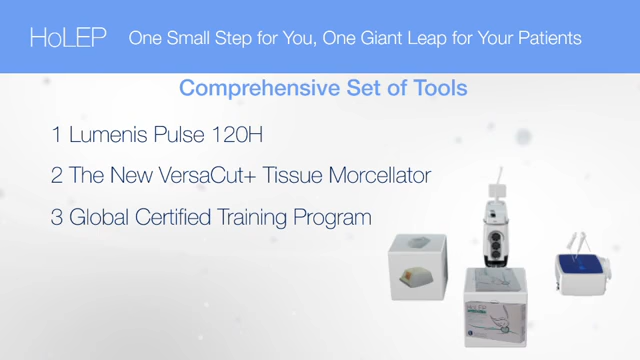 HoLEP One Small Step for You, One Giant Leap for Your Patients
Comprehensive Set of Tools
1 Lumenis Pulse 120H
2 The New VersaCut+ Tissue Morcellator
3 Global Certified Training Program
HoLEP